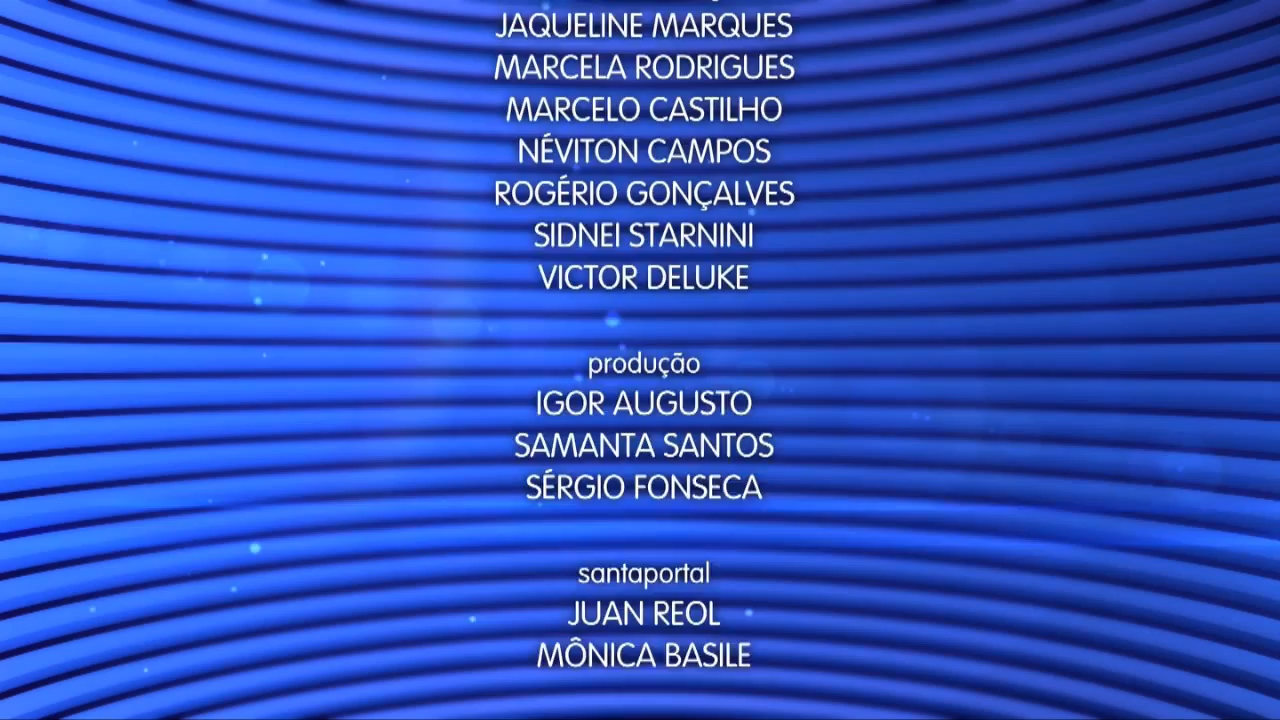 JAQUELINE MARQUES
MARCELA RODRIGUES
MARCELO CASTILHO
NÉVITON CAMPOS
ROGÉRIO GONÇALVES
SIDNEI STARNINI
VICTOR DELUKE
produção
IGOR AUGUSTO
SAMANTA SANTOS
SÉRGIO FONSECA
santaportal
JUAN REOL
MÔNICA BASILE